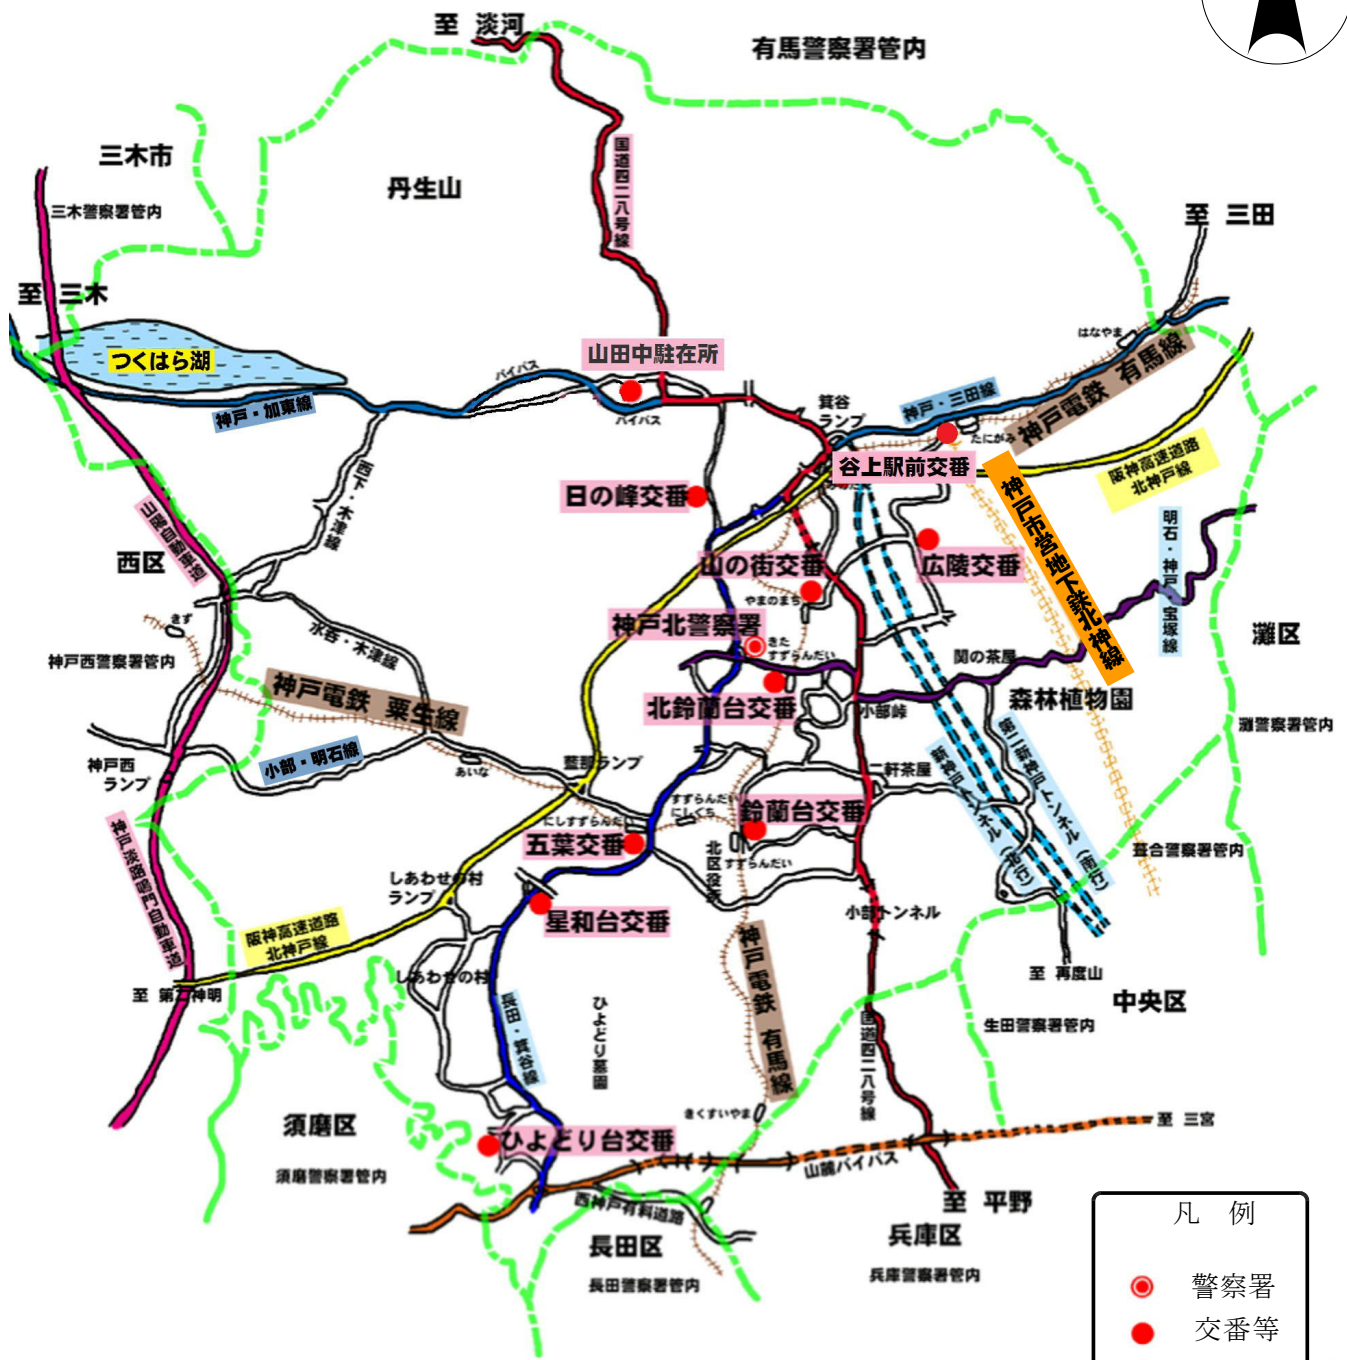 至 淡河
有馬警察署管内
三木市
三木警察署管内
丹生山
国道四二八号線
至 三田
至 三木
つくはら湖
神戸・加東線
バイパス
山田中駐在所
バイパス
箕谷
ランプ
神戸・三田線
はなやま
神戸電鉄 有馬線
たにがみ
谷上駅前交番
阪神高速道路
北神戸線
神戸市営地下鉄北神線
明石・神戸・宝塚線
日の峰交番
西下・木津線
山陽自動車道
西区
山の街交番
やまのまち
広陵交番
神戸北警察署
きた
すずらんだい
きず
神戸西警察署管内
水呑・木津線
関の茶屋
灘区
神戸電鉄 粟生線
北鈴蘭台交番
小部峠
森林植物園
灘警察署管内
神戸西
ランプ
小部・明石線
あいな
藍那ランプ
二軒茶屋
新神戸トンネル(北行)
第二新神戸トンネル(南行)
すずらんだい
にしぐち
にしすずらんだい
鈴蘭台交番
五葉交番
北区役所
すずらんだい
神戸淡路鳴門自動車道
葺合警察署管内
しあわせの村
ランプ
星和台交番
小部トンネル
阪神高速道路
北神戸線
しあわせの村
至 第二神明
神戸電鉄 有馬線
至 再度山
中央区
生田警察署管内
長田・箕谷線
ひよどり墓園
国道四二八号線
きくすいやま
須磨区
須磨警察署管内
ひよどり台交番
至 三宮
山麓バイパス
西神戸有料道路
至 平野
長田区
長田警察署管内
兵庫区
兵庫警察署管内
凡 例
警察署
交番等